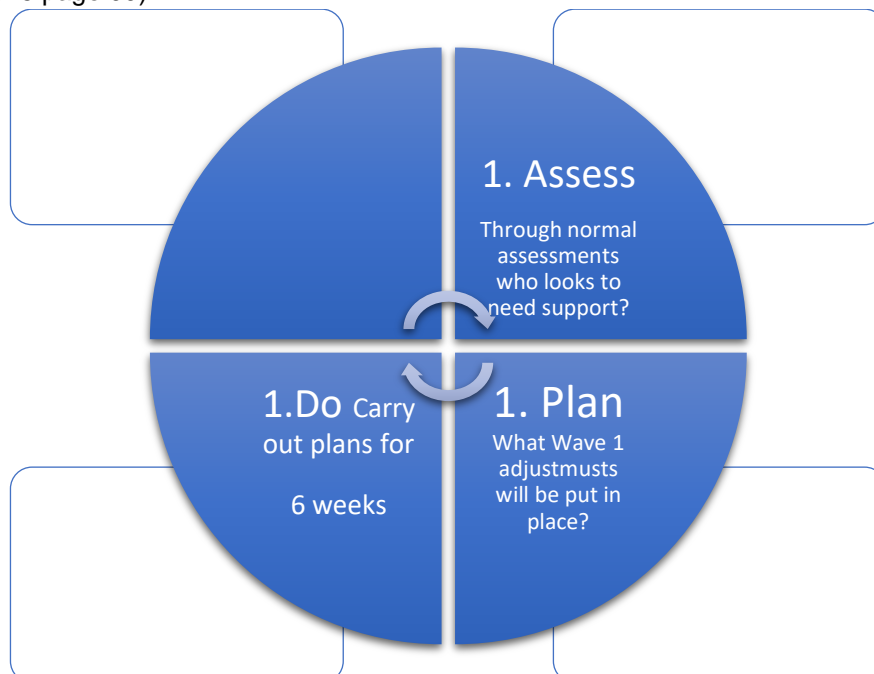 1. Assess
Through normal
assessments
who looks to
need support?
1. Plan
What Wave 1
adjustmusts
will be put in
place?
1.Do Carry
out plans for
6 weeks